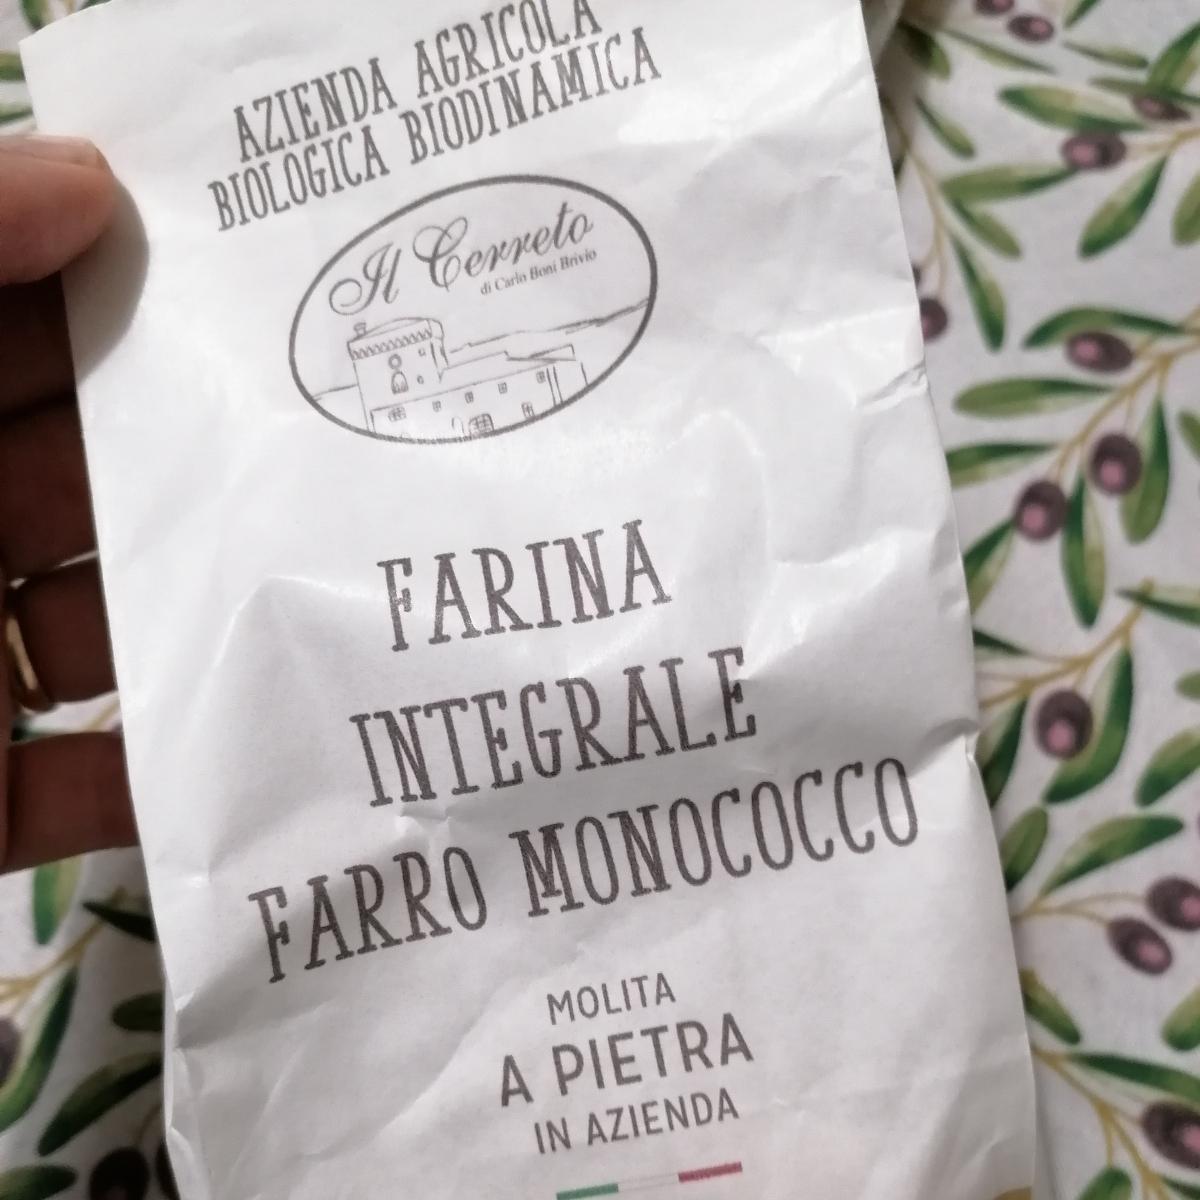 AZIENDA AGRICOLA
BIOLOGICA BIODINAMICA
Il Cerreto
di Carlo Boni Brivio
FARINA
INTEGRALE
FARRO MONOCOCCO
MOLITA
A PIETRA
IN AZIENDA